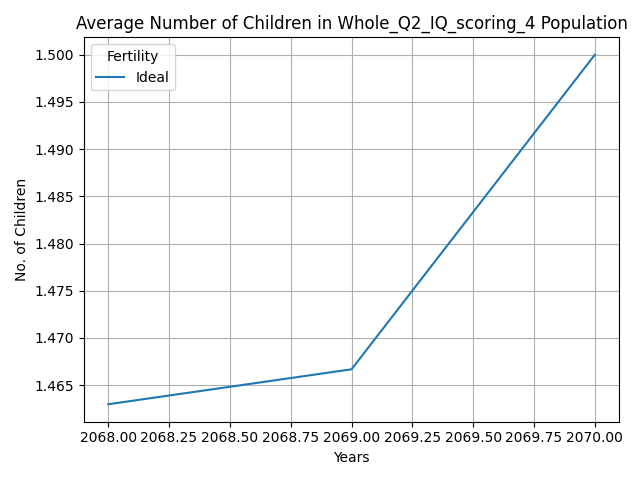 Average Number of Children in Whole_Q2_IQ_scoring_4 Population
Fertility
Ideal
1.500
1.495
1.490
1.485
1.480
1.475
1.470
1.465
No. of Children
2068.00 2068.25 2068.50 2068.75 2069.00 2069.25 2069.50 2069.75 2070.00
Years